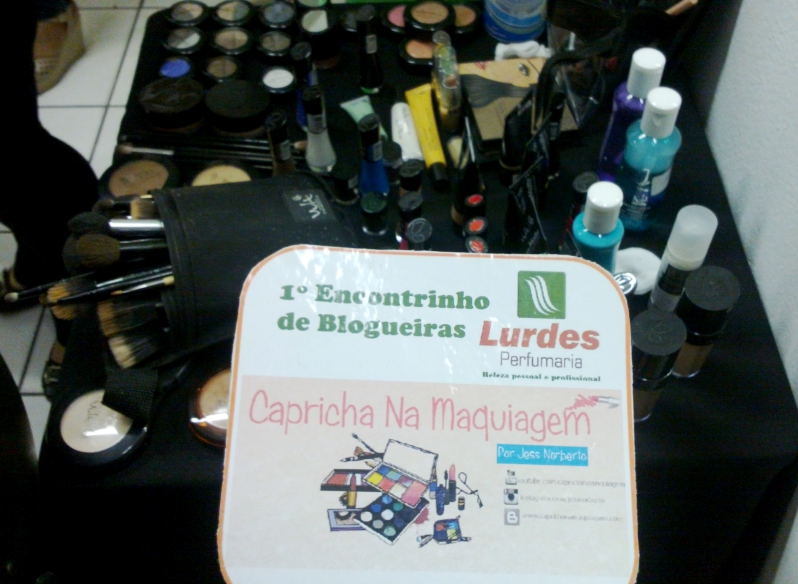 1º Encontrinho
de Blogueiras
Lurdes
Perfumaria
Beleza pessoal e profissional
Capricha Na Maquiagem
Por Jess Norberto